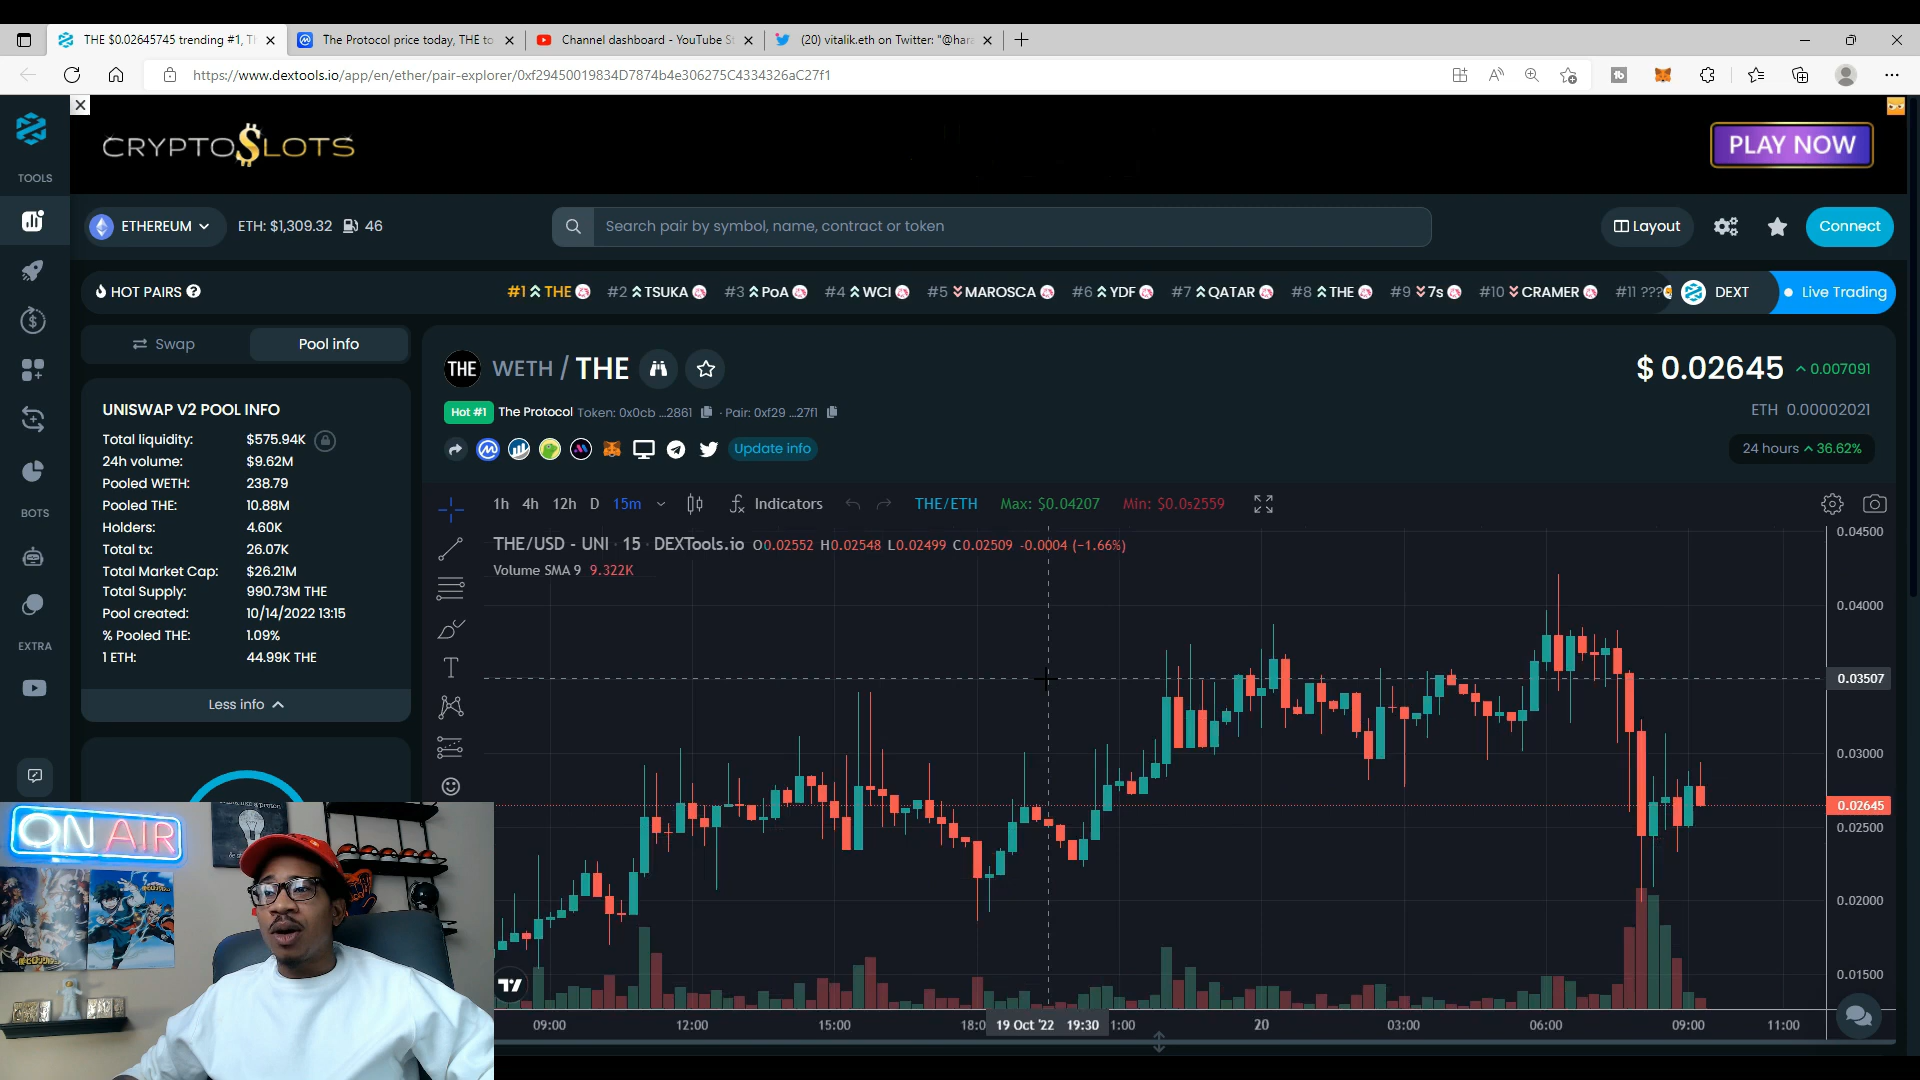 THE $0.02645745 trending #1, T
The Protocol price today, THE to
Channel dashboard - YouTube St
(20) vitalik.eth on Twitter: "@hara
https://www.dextools.io/app/en/ether/pair-explorer/0xf29450019834D7874b4e306275C4334326aC27f1
CRYPTO$LOTS
PLAY NOW
TOOLS
ETHEREUM
ETH: $1,309.32
46
Search pair by symbol, name, contract or token
Layout
Connect
HOT PAIRS
#1 THE
#2 TSUKA
#3 PoA
#4 WCI
#5 MAROSCA
#6 YDF
#7 QATAR
#8 THE
#9 7s
#10 CRAMER
#11 ???
DEXT
Live Trading
Swap
Pool info
THE
WETH / THE
$ 0.02645
0.007091
Hot #1
The Protocol Token: 0x0cb ...2861 · Pair: 0xf29 ...27f1
ETH 0.00002021
Update info
24 hours 36.62%
UNISWAP V2 POOL INFO
Total liquidity: $575.94K
24h volume: $9.62M
Pooled WETH: 238.79
Pooled THE: 10.88M
Holders: 4.60K
Total tx: 26.07K
Total Market Cap: $26.21M
Total Supply: 990.73M THE
Pool created: 10/14/2022 13:15
% Pooled THE: 1.09%
1 ETH: 44.99K THE
Less info
BOTS
EXTRA
1h 4h 12h D 15m
Indicators
THE/ETH
Max: $0.04207
Min: $0.0₈2559
THE/USD - UNI · 15 · DEXTools.io O0.02552 H0.02548 L0.02499 C0.02509 -0.0004 (−1.66%)
Volume SMA 9 9.322K
0.04500
0.04000
0.03507
0.03000
0.02645
0.02500
0.02000
0.01500
09:00
12:00
15:00
18:0
19 Oct '22 19:30
1:00
20
03:00
06:00
09:00
11:00
ON AIR